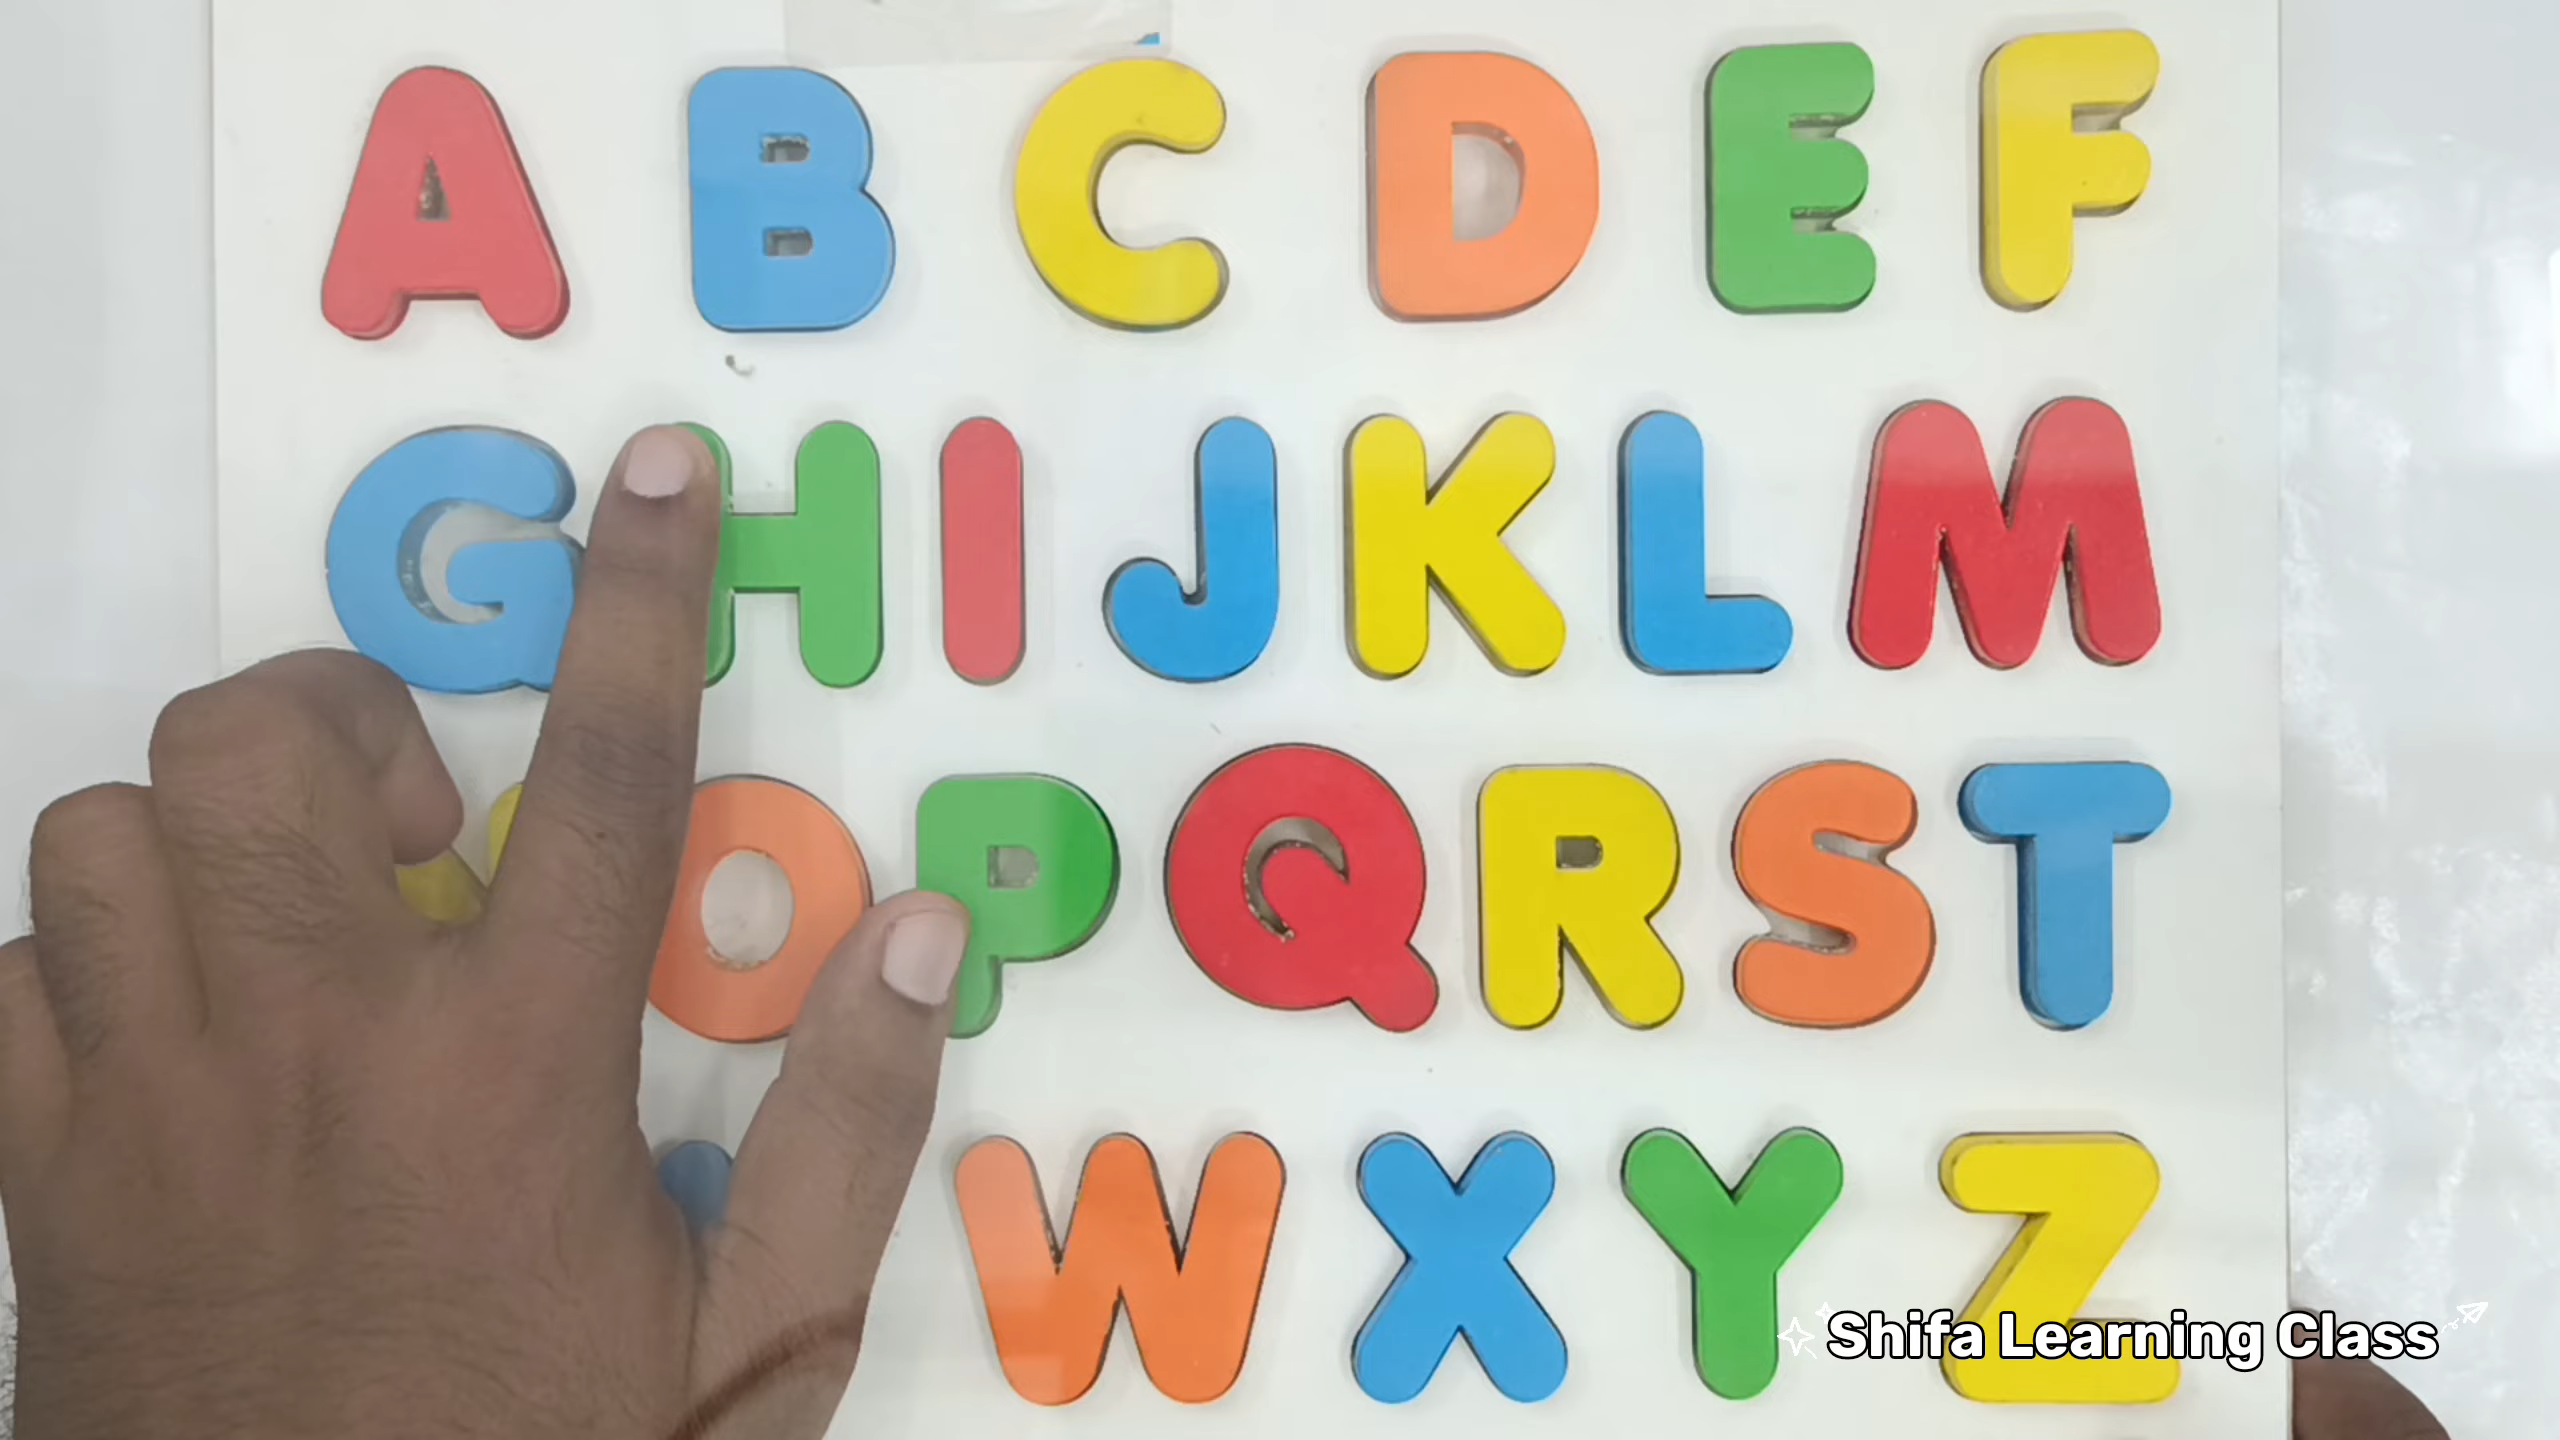 A B C D E F
G H I J K L M
O P Q R S T
W X Y Z
Shifa Learning Class